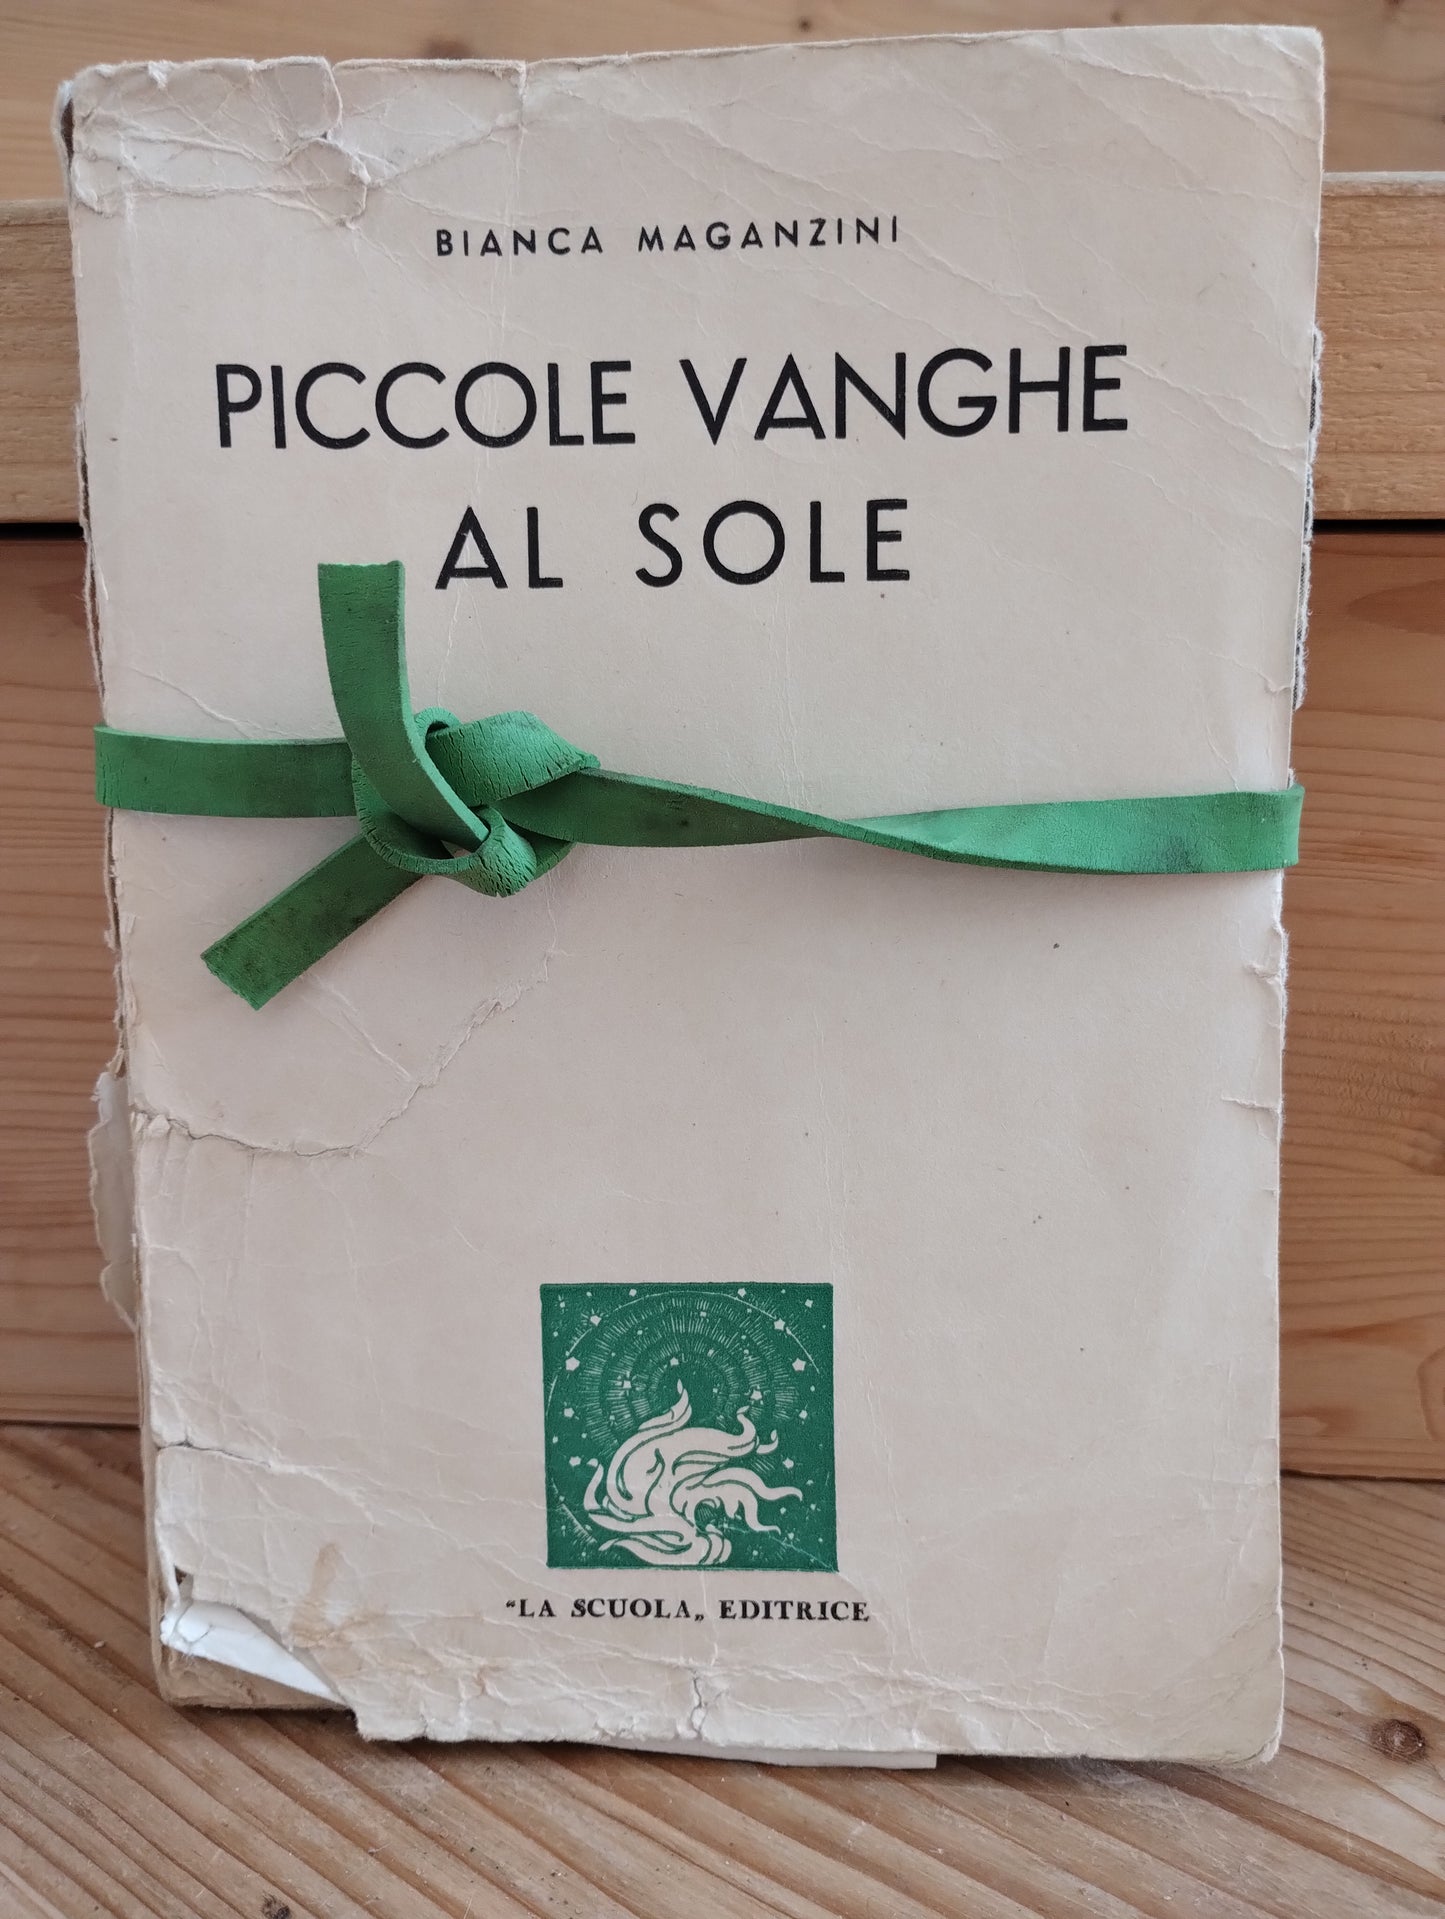 BIANCA MAGANZINI
PICCOLE VANGHE
AL SOLE
“LA SCUOLA„ EDITRICE